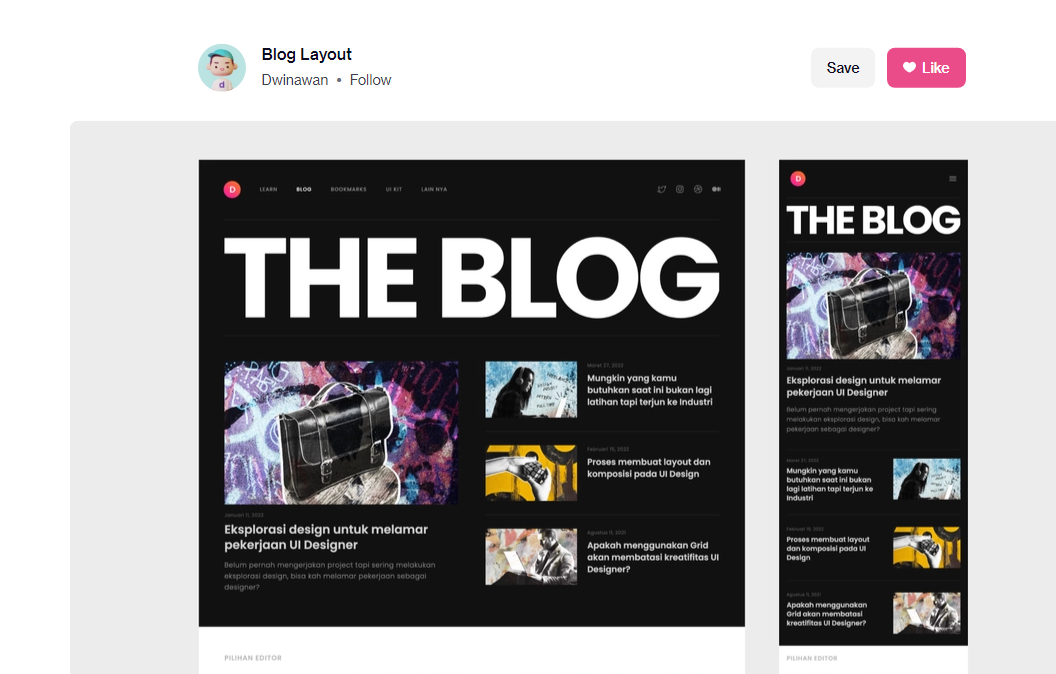 Blog Layout
Dwinawan • Follow
Save
Like
D
LEARN BLOG BOOKMARKS UI KIT LAIN NYA
THE BLOG
Januari 11, 2022
Eksplorasi design untuk melamar
pekerjaan UI Designer
Belum pernah mengerjakan project tapi sering melakukan
eksplorasi design, bisa kah melamar pekerjaan sebagai
designer?
Maret 27, 2022
Mungkin yang kamu
butuhkan saat ini bukan lagi
latihan tapi terjun ke Industri
Februari 15, 2022
Proses membuat layout dan
komposisi pada UI Design
Agustus 11, 2021
Apakah menggunakan Grid
akan membatasi kreatifitas UI
Designer?
PILIHAN EDITOR
D
THE BLOG
Januari 11, 2022
Eksplorasi design untuk melamar
pekerjaan UI Designer
Belum pernah mengerjakan project tapi sering
melakukan eksplorasi design, bisa kah melamar
pekerjaan sebagai designer?
Maret 27, 2022
Mungkin yang kamu
butuhkan saat ini bukan
lagi latihan tapi terjun ke
Industri
Februari 15, 2022
Proses membuat layout
dan komposisi pada UI
Design
Agustus 11, 2021
Apakah menggunakan
Grid akan membatasi
kreatifitas UI Designer?
PILIHAN EDITOR